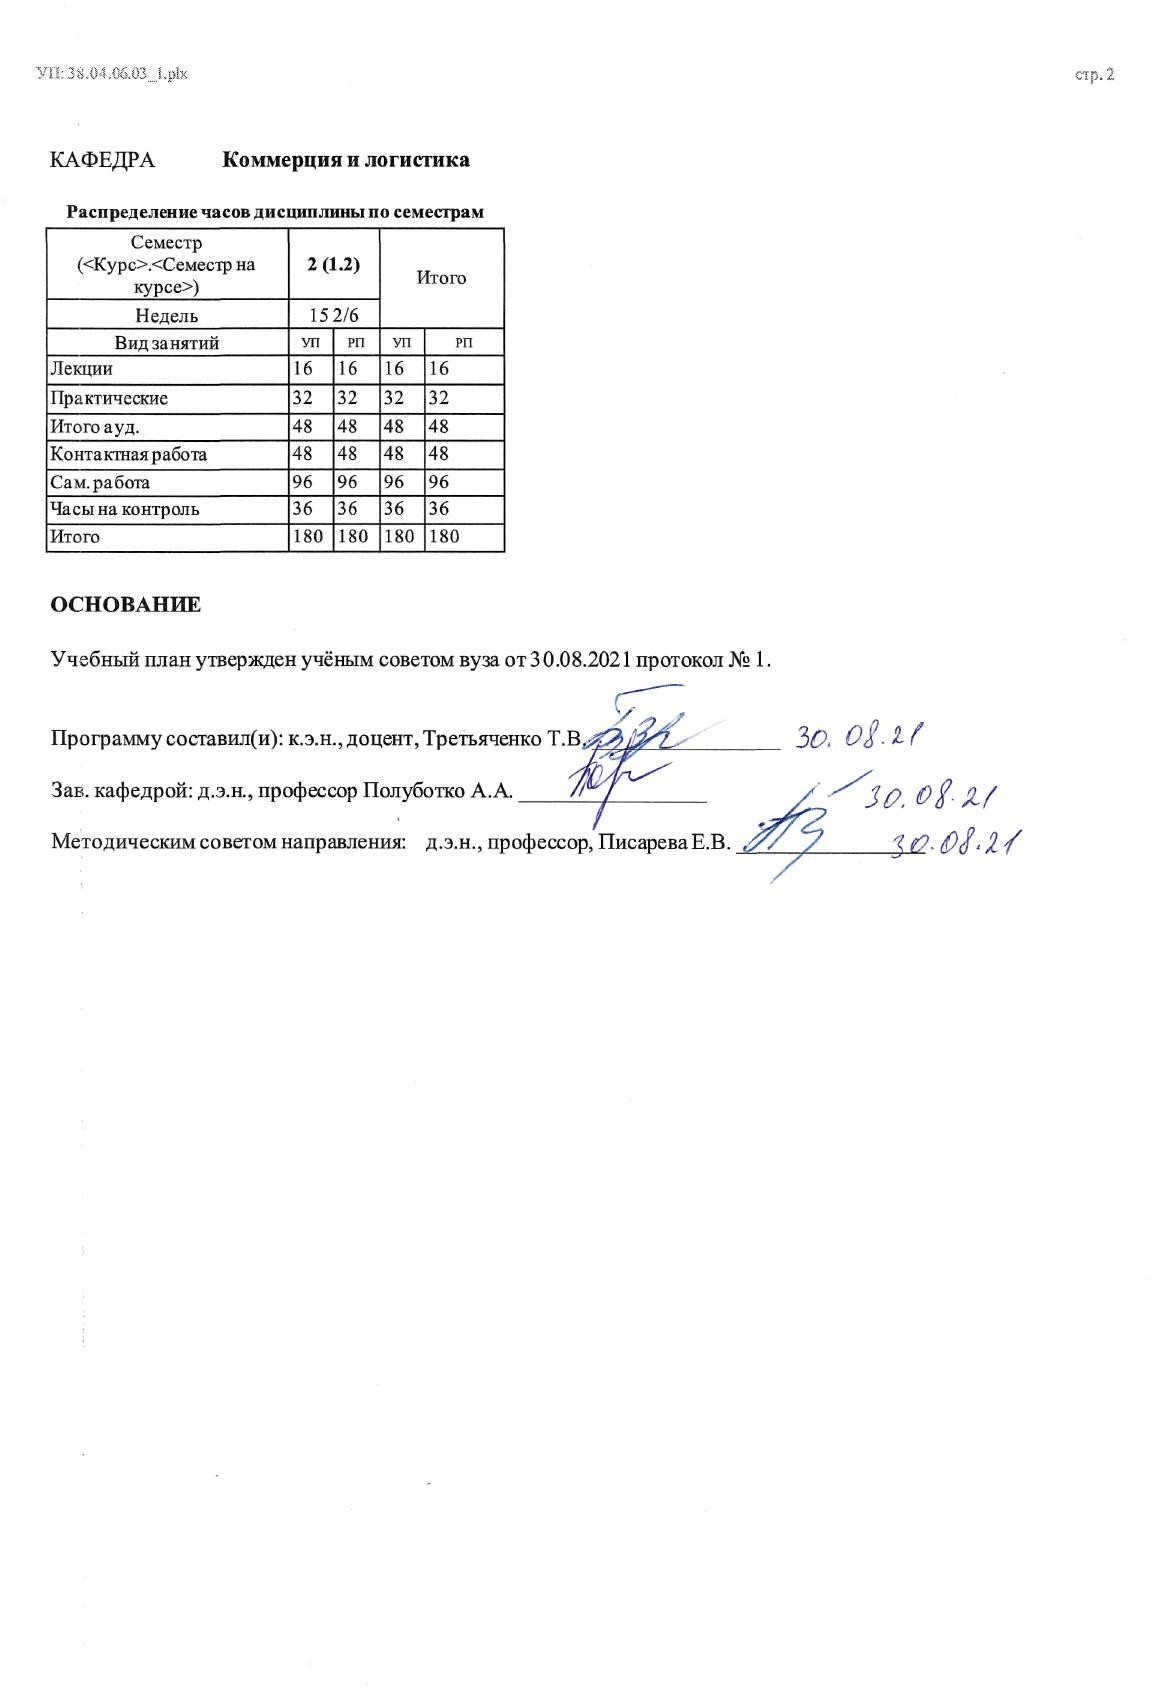 УП: 38.04.06.03_1.plx стр. 2
КАФЕДРА Коммерция и логистика
Распределение часов дисциплины по семестрам
Семестр
(<Курс>.<Семестр на
курсе>) 2 (1.2) Итого
Недель 15 2/6
Вид занятий УП РП УП РП
Лекции 16 16 16 16
Практические 32 32 32 32
Итого ауд. 48 48 48 48
Контактная работа 48 48 48 48
Сам. работа 96 96 96 96
Часы на контроль 36 36 36 36
Итого 180 180 180 180
ОСНОВАНИЕ
Учебный план утвержден учёным советом вуза от 30.08.2021 протокол № 1.
Программу составил(и): к.э.н., доцент, Третьяченко Т.В. 30.08.21
Зав. кафедрой: д.э.н., профессор Полуботко А.А. 30.08.21
Методическим советом направления: д.э.н., профессор, Писарева Е.В. 30.08.21